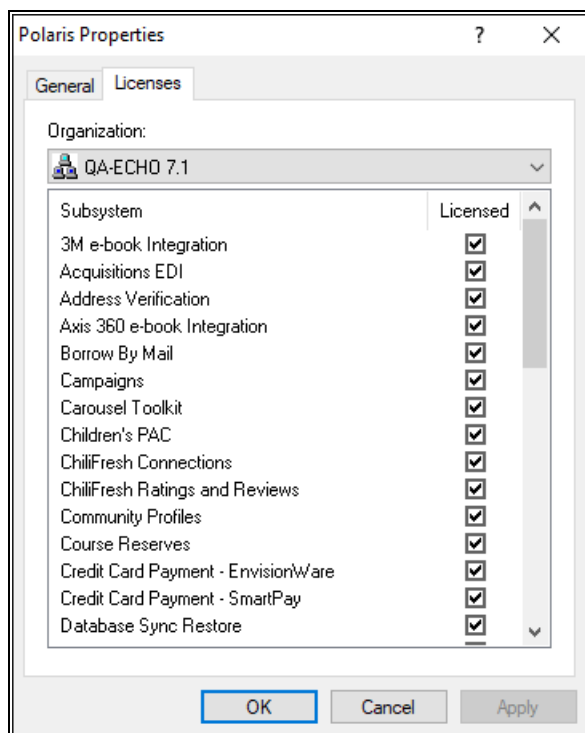 Polaris Properties ? ×
General Licenses
Organization:
QA-ECHO 7.1
Subsystem Licensed
3M e-book Integration
Acquisitions EDI
Address Verification
Axis 360 e-book Integration
Borrow By Mail
Campaigns
Carousel Toolkit
Children's PAC
ChiliFresh Connections
ChiliFresh Ratings and Reviews
Community Profiles
Course Reserves
Credit Card Payment - EnvisionWare
Credit Card Payment - SmartPay
Database Sync Restore
OK Cancel Apply